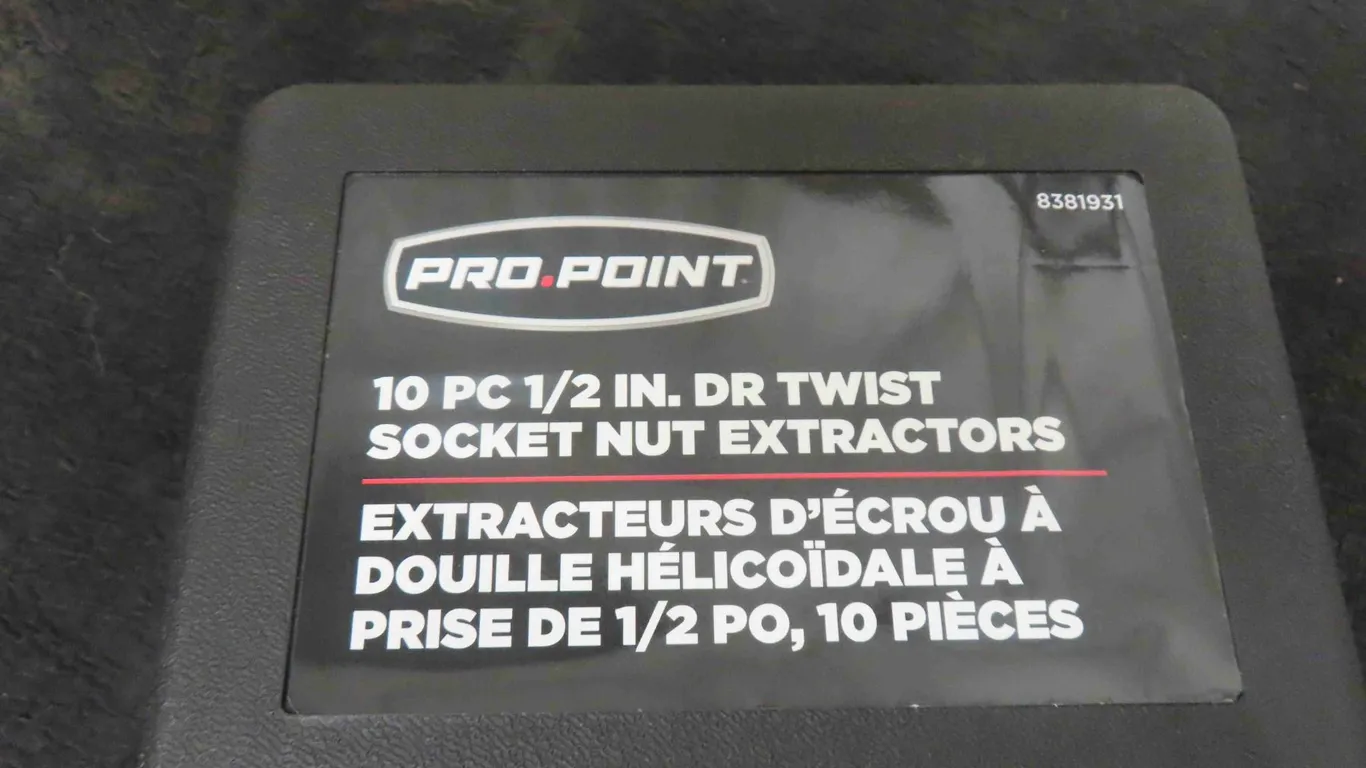 8381931
PRO.POINT
10 PC 1/2 IN. DR TWIST
SOCKET NUT EXTRACTORS
EXTRACTEURS D'ÉCROU À
DOUILLE HÉLICOÏDALE À
PRISE DE 1/2 PO, 10 PIÈCES